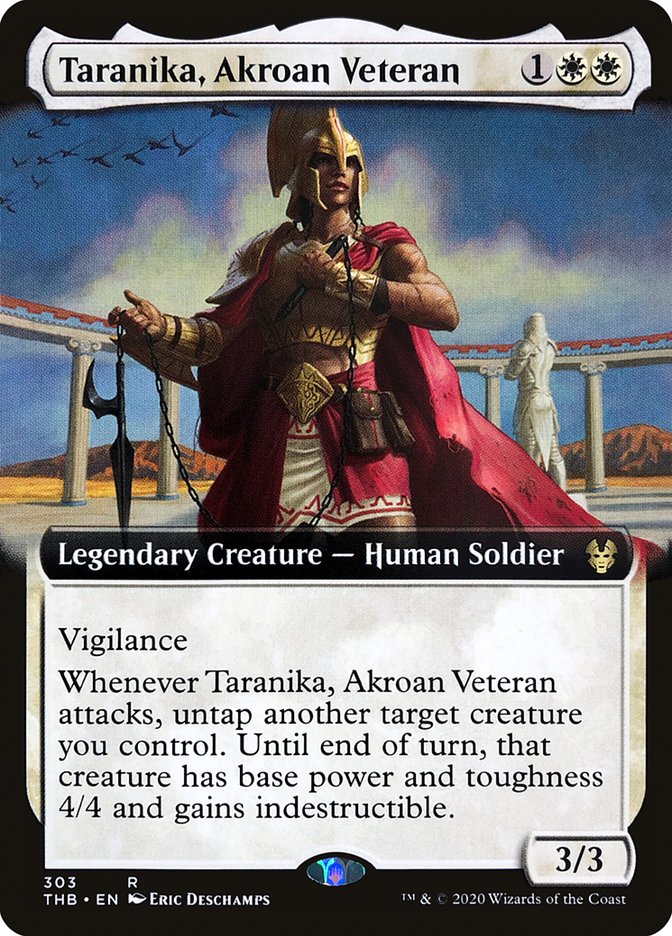 Taranika, Akroan Veteran 1
Legendary Creature — Human Soldier
Vigilance
Whenever Taranika, Akroan Veteran
attacks, untap another target creature
you control. Until end of turn, that
creature has base power and toughness
4/4 and gains indestructible.
3/3
303 R
THB • EN Eric Deschamps
™ & © 2020 Wizards of the Coast